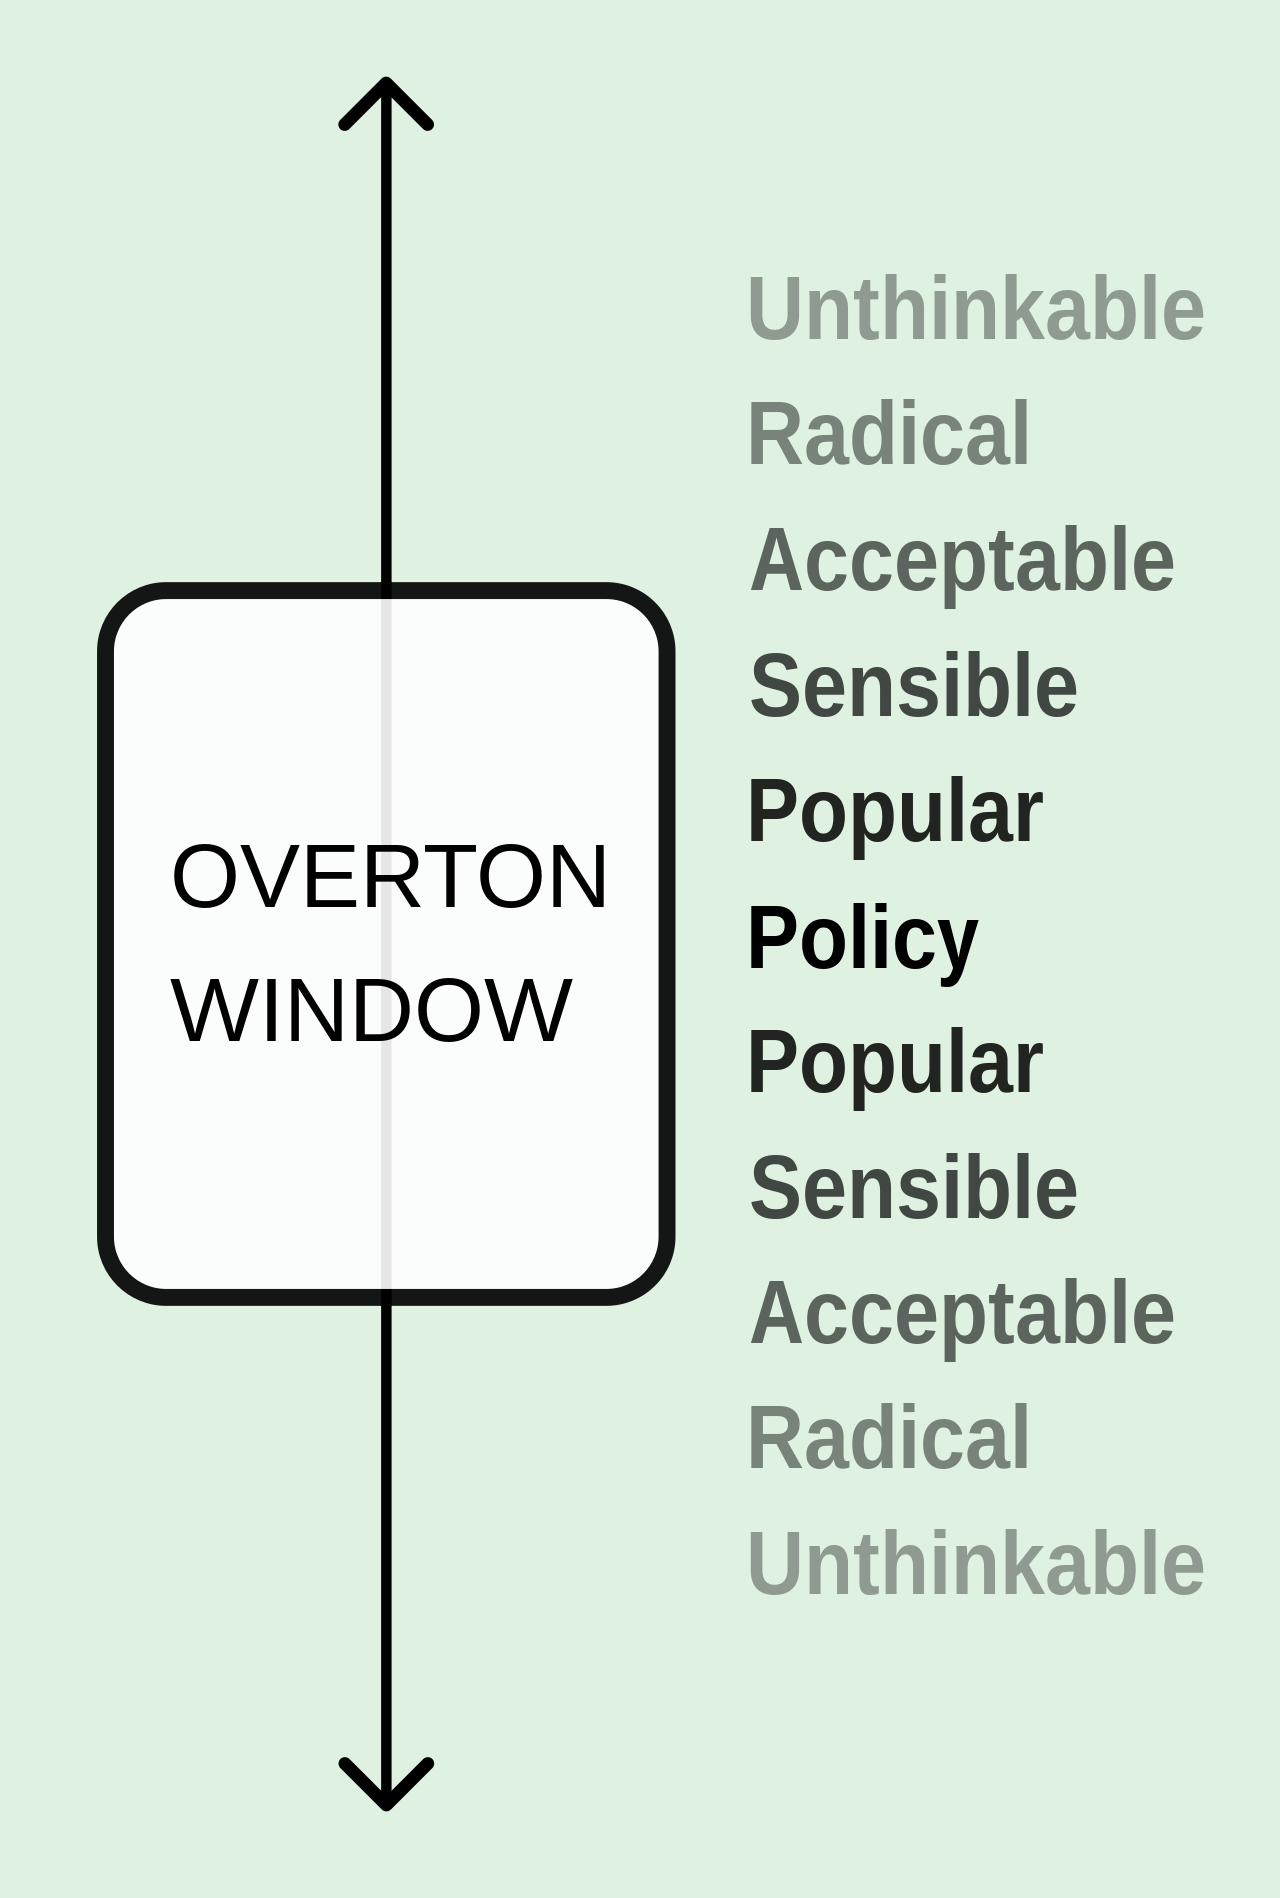 OVERTON
WINDOW
Unthinkable
Radical
Acceptable
Sensible
Popular
Policy
Popular
Sensible
Acceptable
Radical
Unthinkable